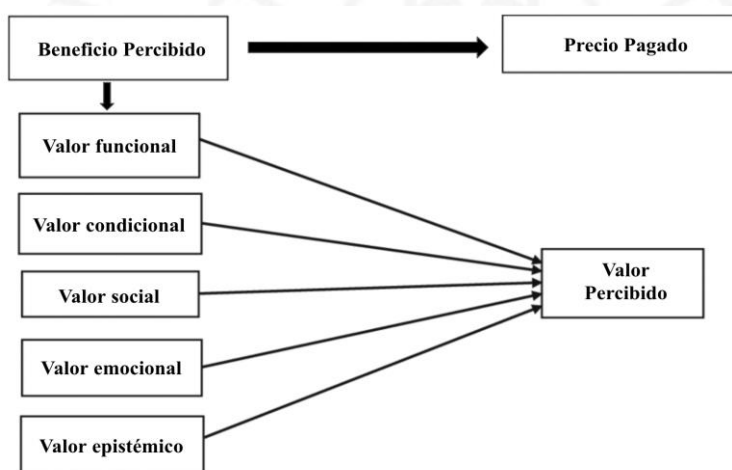 Beneficio Percibido
Precio Pagado
Valor funcional
Valor condicional
Valor social
Valor emocional
Valor epistémico
Valor
Percibido